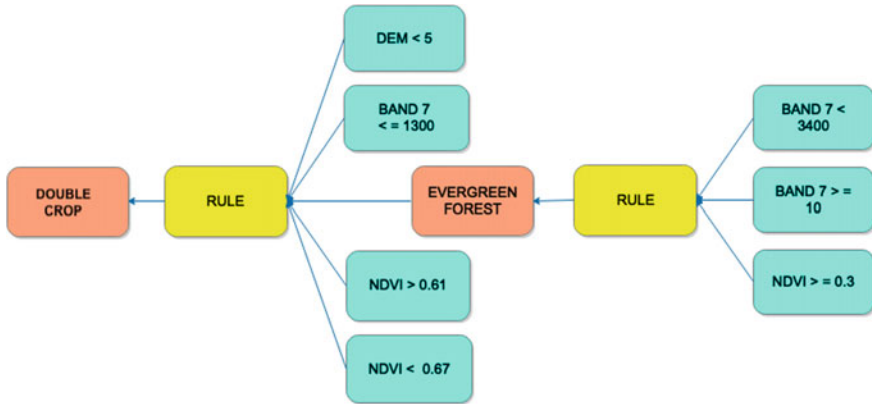 DEM < 5
BAND 7
< = 1300
BAND 7 <
3400
DOUBLE
CROP
RULE
EVERGREEN
FOREST
RULE
BAND 7 > =
10
NDVI > 0.61
NDVI > = 0.3
NDVI < 0.67